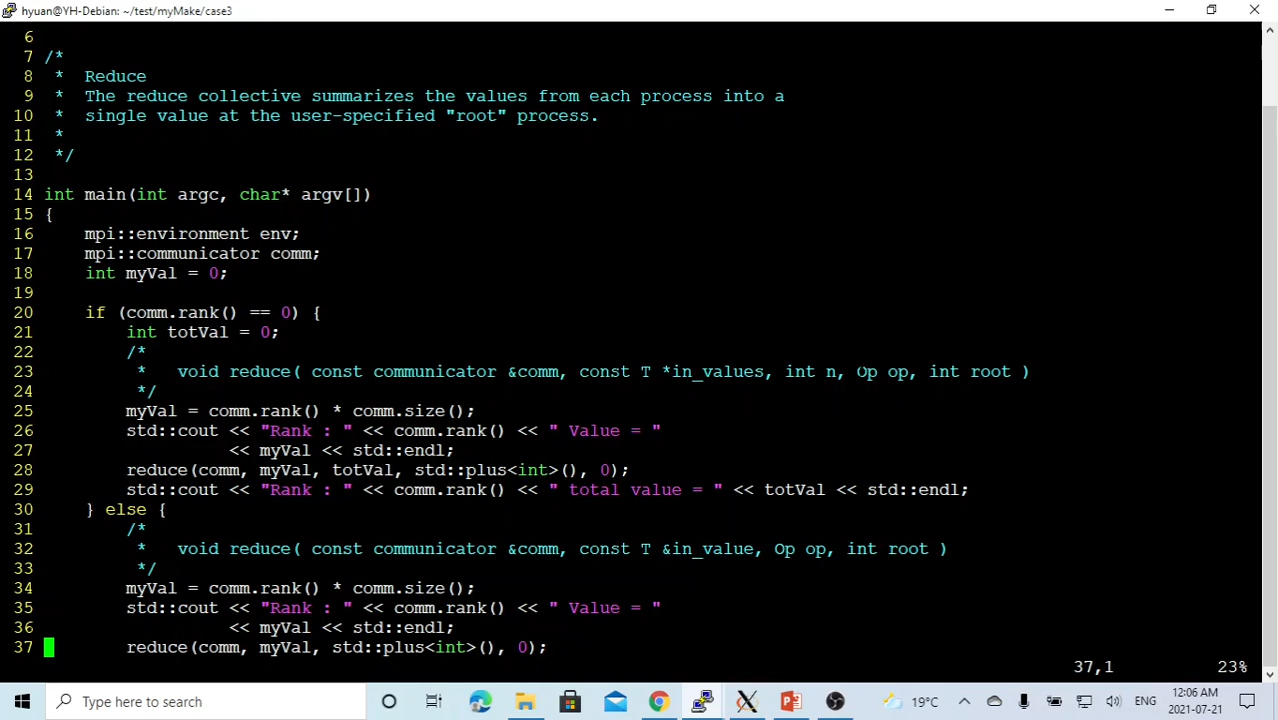 hyuan@YH-Debian: ~/test/myMake/case3
6
7 /*
8  *  Reduce
9  *  The reduce collective summarizes the values from each process into a
10  *  single value at the user-specified "root" process.
11  *
12  */
13
14 int main(int argc, char* argv[])
15 {
16     mpi::environment env;
17     mpi::communicator comm;
18     int myVal = 0;
19
20     if (comm.rank() == 0) {
21         int totVal = 0;
22         /*
23          *   void reduce( const communicator &comm, const T *in_values, int n, Op op, int root )
24          */
25         myVal = comm.rank() * comm.size();
26         std::cout << "Rank : " << comm.rank() << " Value = "
27                   << myVal << std::endl;
28         reduce(comm, myVal, totVal, std::plus<int>(), 0);
29         std::cout << "Rank : " << comm.rank() << " total value = " << totVal << std::endl;
30     } else {
31         /*
32          *   void reduce( const communicator &comm, const T &in_value, Op op, int root )
33          */
34         myVal = comm.rank() * comm.size();
35         std::cout << "Rank : " << comm.rank() << " Value = "
36                   << myVal << std::endl;
37         reduce(comm, myVal, std::plus<int>(), 0);
37,1 23%
Type here to search
19°C
ENG
12:06 AM
2021-07-21